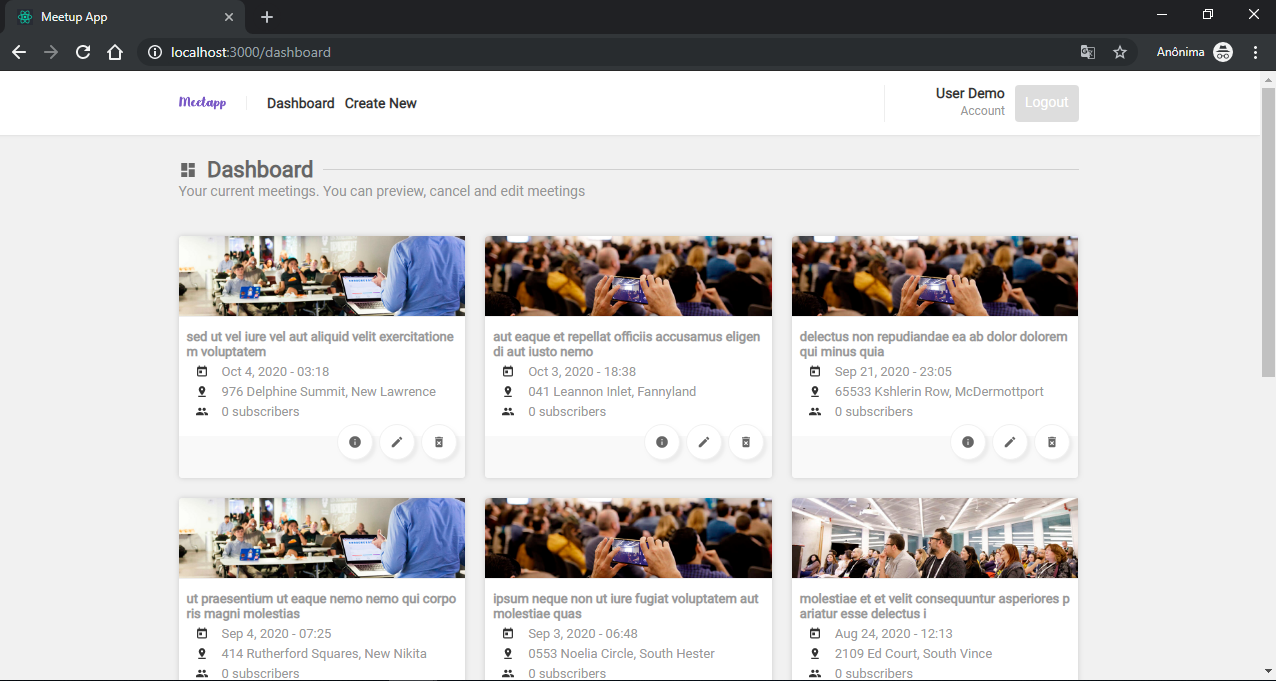 Meetup App
localhost:3000/dashboard
Anônima
Meetapp
Dashboard
Create New
User Demo
Account
Logout
Dashboard
Your current meetings. You can preview, cancel and edit meetings
sed ut vel iure vel aut aliquid velit exercitatione
m voluptatem
Oct 4, 2020 - 03:18
976 Delphine Summit, New Lawrence
0 subscribers
aut eaque et repellat officiis accusamus eligen
di aut iusto nemo
Oct 3, 2020 - 18:38
041 Leannon Inlet, Fannyland
0 subscribers
delectus non repudiandae ea ab dolor dolorem
qui minus quia
Sep 21, 2020 - 23:05
65533 Kshlerin Row, McDermottport
0 subscribers
ut praesentium ut eaque nemo nemo qui corpo
ris magni molestias
Sep 4, 2020 - 07:25
414 Rutherford Squares, New Nikita
0 subscribers
ipsum neque non ut iure fugiat voluptatem aut
molestiae quas
Sep 3, 2020 - 06:48
0553 Noelia Circle, South Hester
0 subscribers
molestiae et et velit consequuntur asperiores p
ariatur esse delectus i
Aug 24, 2020 - 12:13
2109 Ed Court, South Vince
0 subscribers